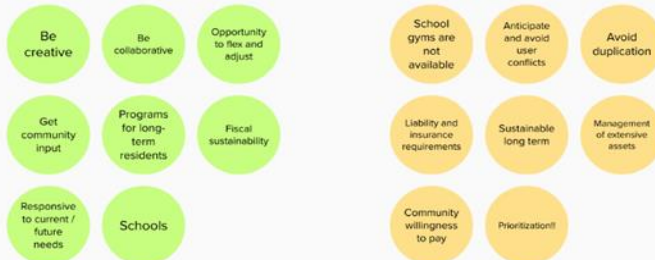 Be
creative
Be
collaborative
Opportunity
to flex and
adjust
Get
community
input
Programs
for long-
term
residents
Fiscal
sustainability
Responsive
to current /
future
needs
Schools
School
gyms are
not
available
Anticipate
and avoid
user
conflicts
Avoid
duplication
Liability and
insurance
requirements
Sustainable
long term
Management
of extensive
assets
Community
willingness
to pay
Prioritization!!